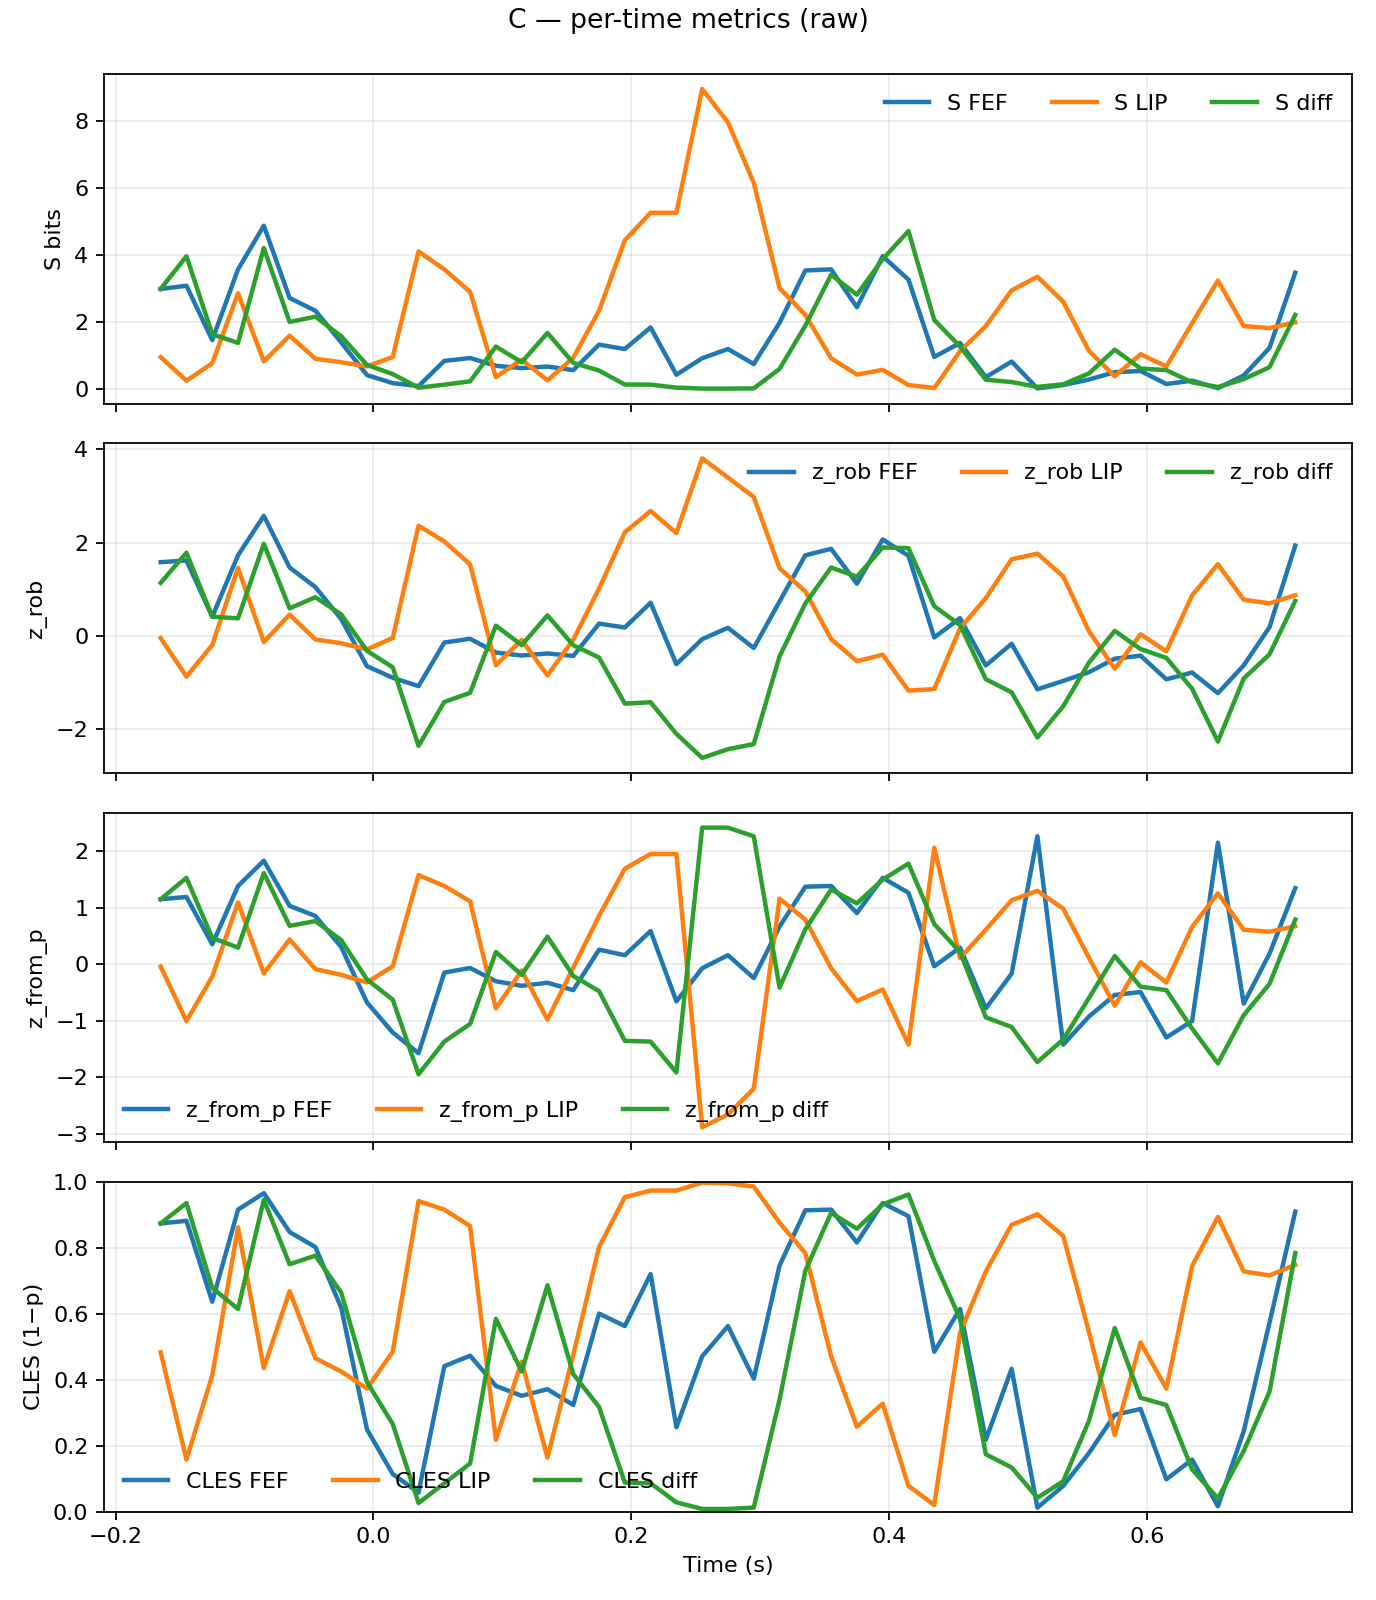 C — per-time metrics (raw)
S FEF S LIP S diff
8
6
4
2
0
S bits
z_rob FEF z_rob LIP z_rob diff
4
2
0
−2
z_rob
2
1
0
−1
−2
−3
z_from_p
z_from_p FEF z_from_p LIP z_from_p diff
1.0
0.8
0.6
0.4
0.2
0.0
CLES (1−p)
CLES FEF CLES LIP CLES diff
−0.2 0.0 0.2 0.4 0.6
Time (s)